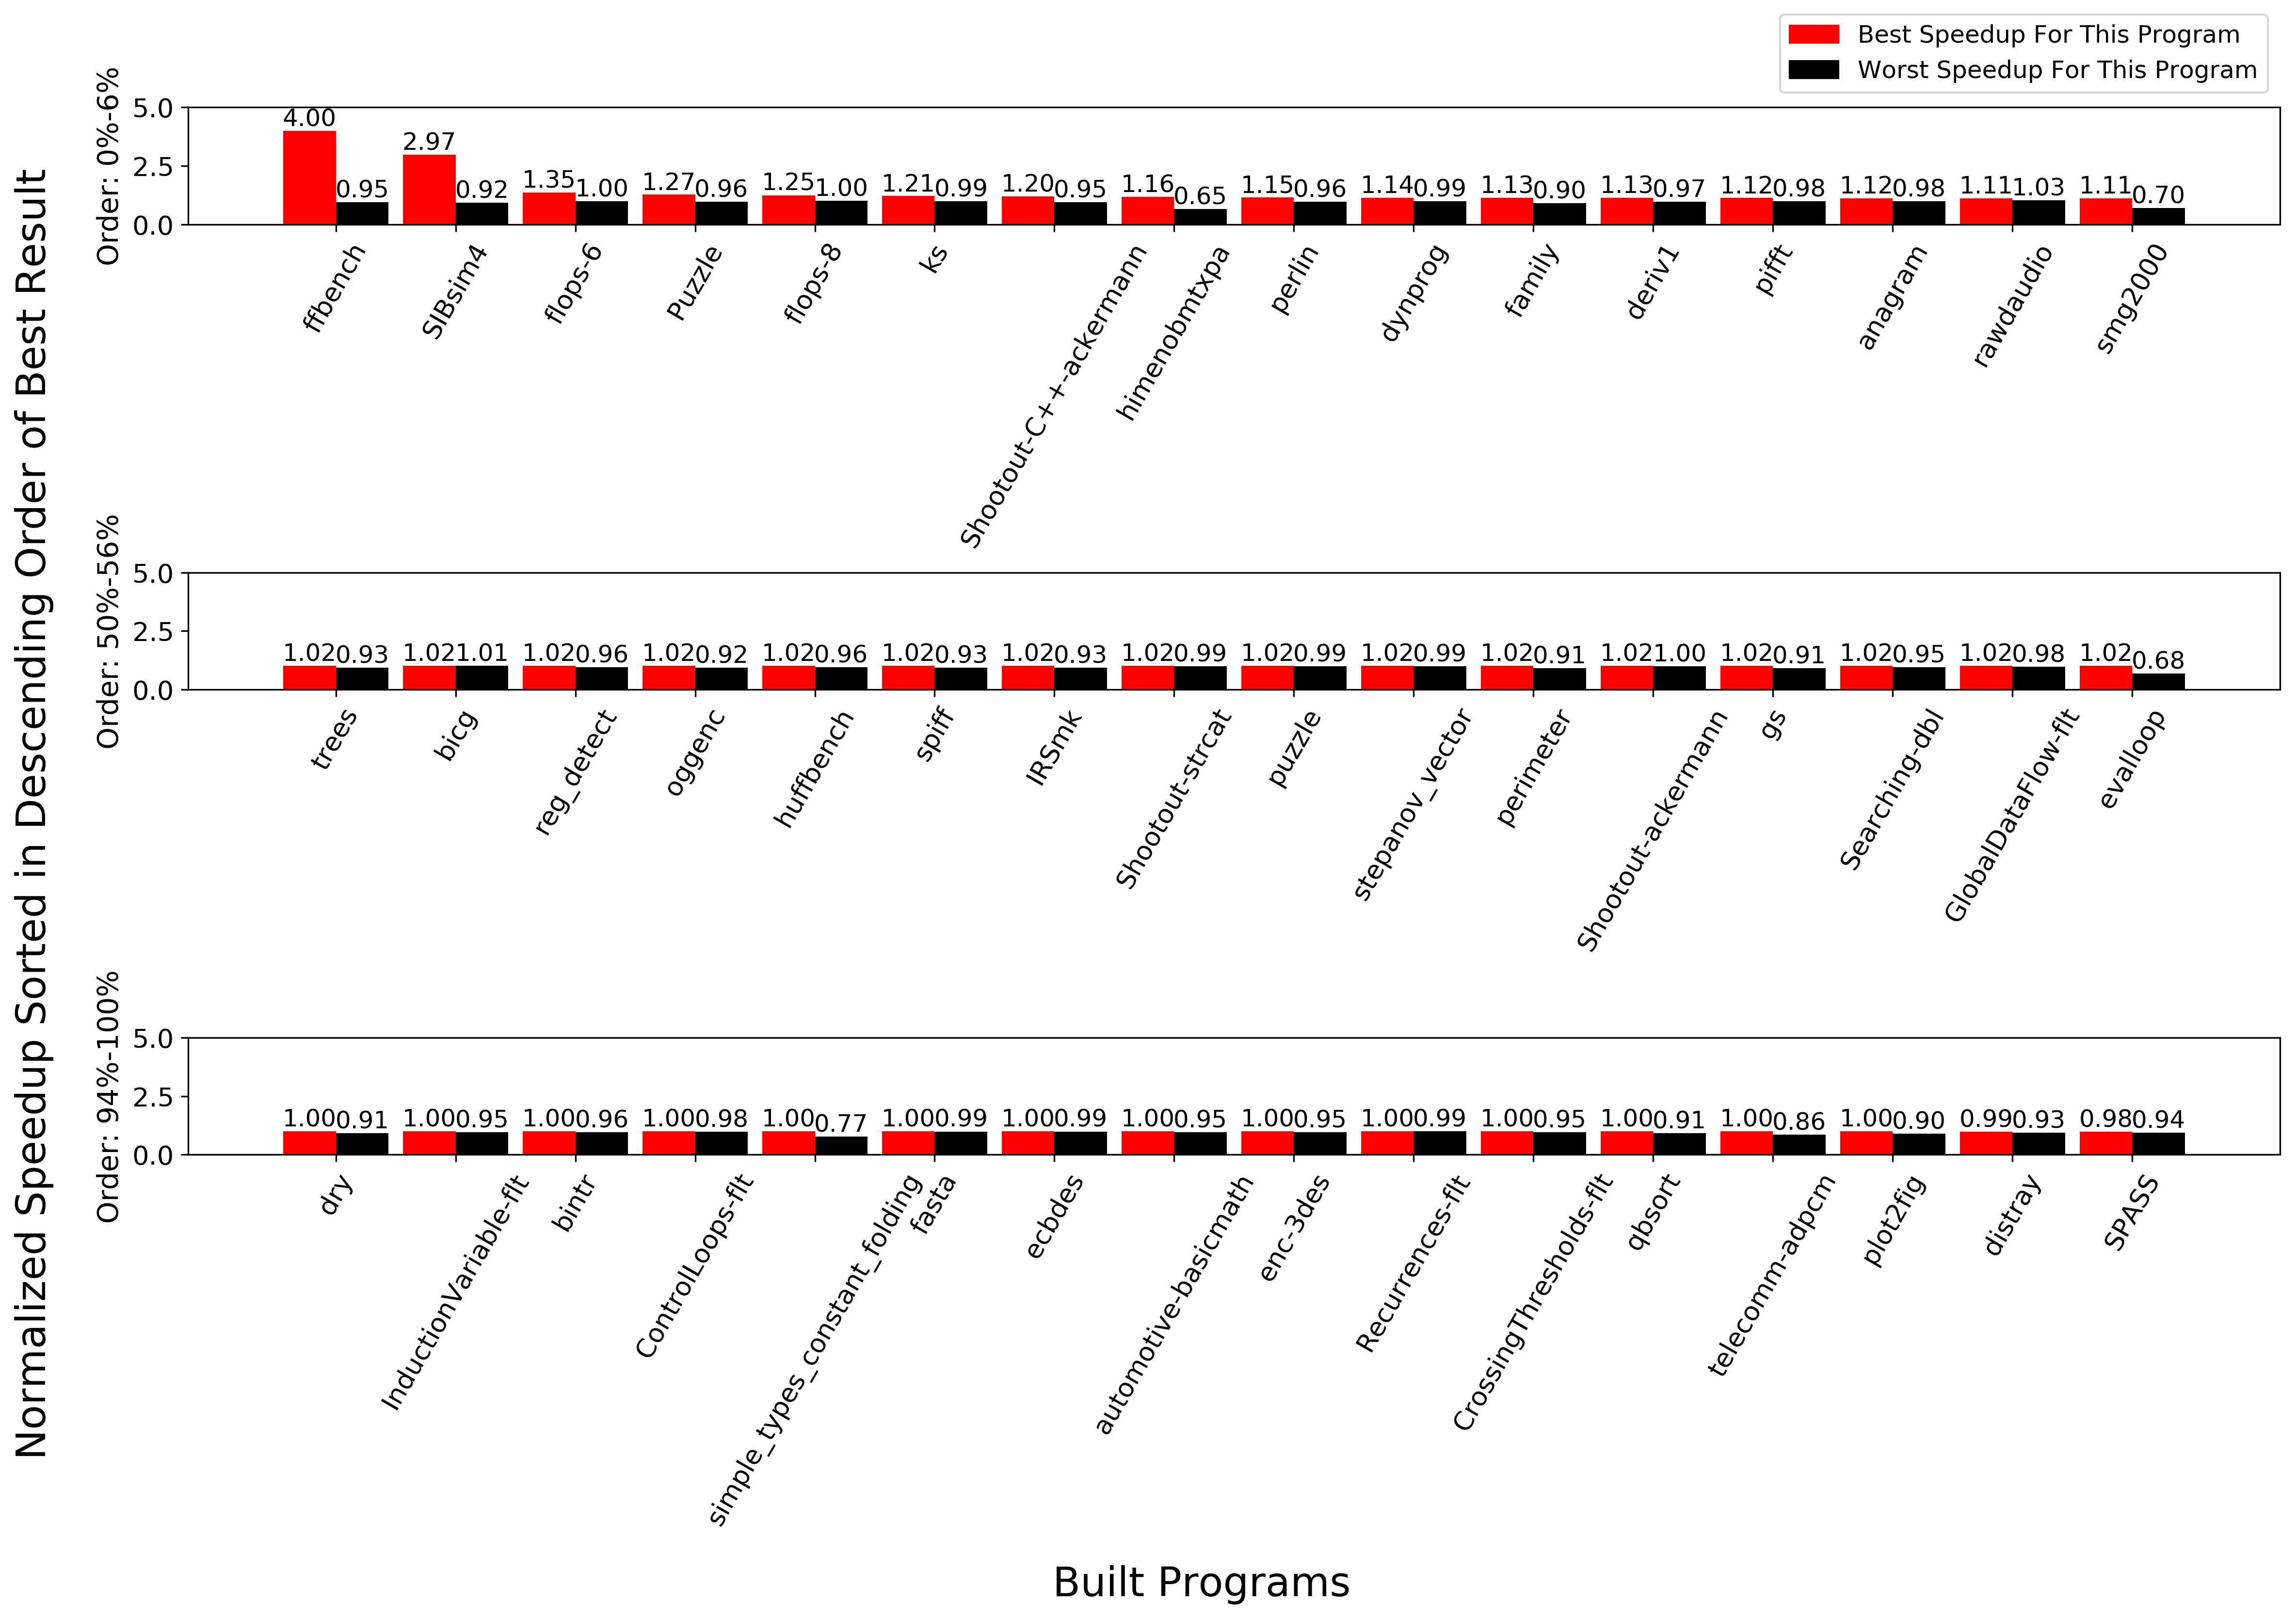 Best Speedup For This Program
Worst Speedup For This Program
Normalized Speedup Sorted in Descending Order of Best Result
Order: 0%-6%
5.0
2.5
0.0
4.00 0.95 2.97 0.92 1.35 1.00 1.27 0.96 1.25 1.00 1.21 0.99 1.20 0.95 1.16 0.65 1.15 0.96 1.14 0.99 1.13 0.90 1.13 0.97 1.12 0.98 1.12 0.98 1.11 1.03 1.11 0.70
ffbench
SIBsim4
flops-6
Puzzle
flops-8
ks
Shootout-C++-ackermann
himenobmtxpa
perlin
dynprog
family
deriv1
pifft
anagram
rawdaudio
smg2000
Order: 50%-56%
5.0
2.5
0.0
1.02 0.93 1.02 1.01 1.02 0.96 1.02 0.92 1.02 0.96 1.02 0.93 1.02 0.93 1.02 0.99 1.02 0.99 1.02 0.99 1.02 0.91 1.02 1.00 1.02 0.91 1.02 0.95 1.02 0.98 1.02 0.68
trees
bicg
reg_detect
oggenc
huffbench
spiff
IRSmk
Shootout-strcat
puzzle
stepanov_vector
perimeter
Shootout-ackermann
gs
Searching-dbl
GlobalDataFlow-flt
evalloop
Order: 94%-100%
5.0
2.5
0.0
1.00 0.91 1.00 0.95 1.00 0.96 1.00 0.98 1.00 0.77 1.00 0.99 1.00 0.99 1.00 0.95 1.00 0.95 1.00 0.99 1.00 0.95 1.00 0.91 1.00 0.86 1.00 0.90 0.99 0.93 0.98 0.94
dry
InductionVariable-flt
bintr
ControlLoops-flt
simple_types_constant_folding
fasta
ecbdes
automotive-basicmath
enc-3des
Recurrences-flt
CrossingThresholds-flt
qbsort
telecomm-adpcm
plot2fig
distray
SPASS
Built Programs